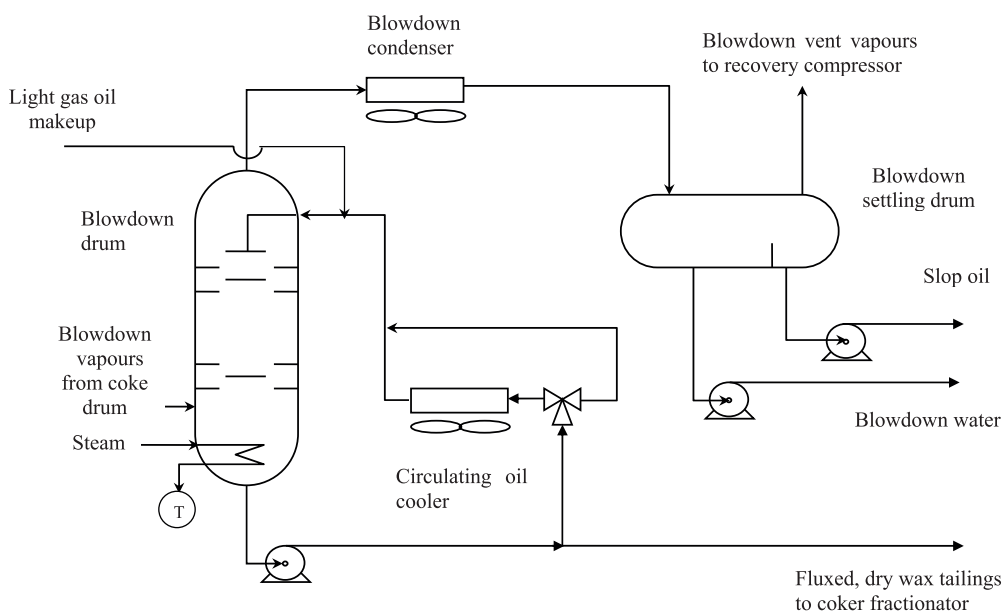 Blowdown
condenser
Blowdown vent vapours
to recovery compressor
Light gas oil
makeup
Blowdown
settling drum
Blowdown
drum
Slop oil
Blowdown
vapours
from coke
drum
Blowdown water
Steam
Circulating oil
cooler
T
Fluxed, dry wax tailings
to coker fractionator